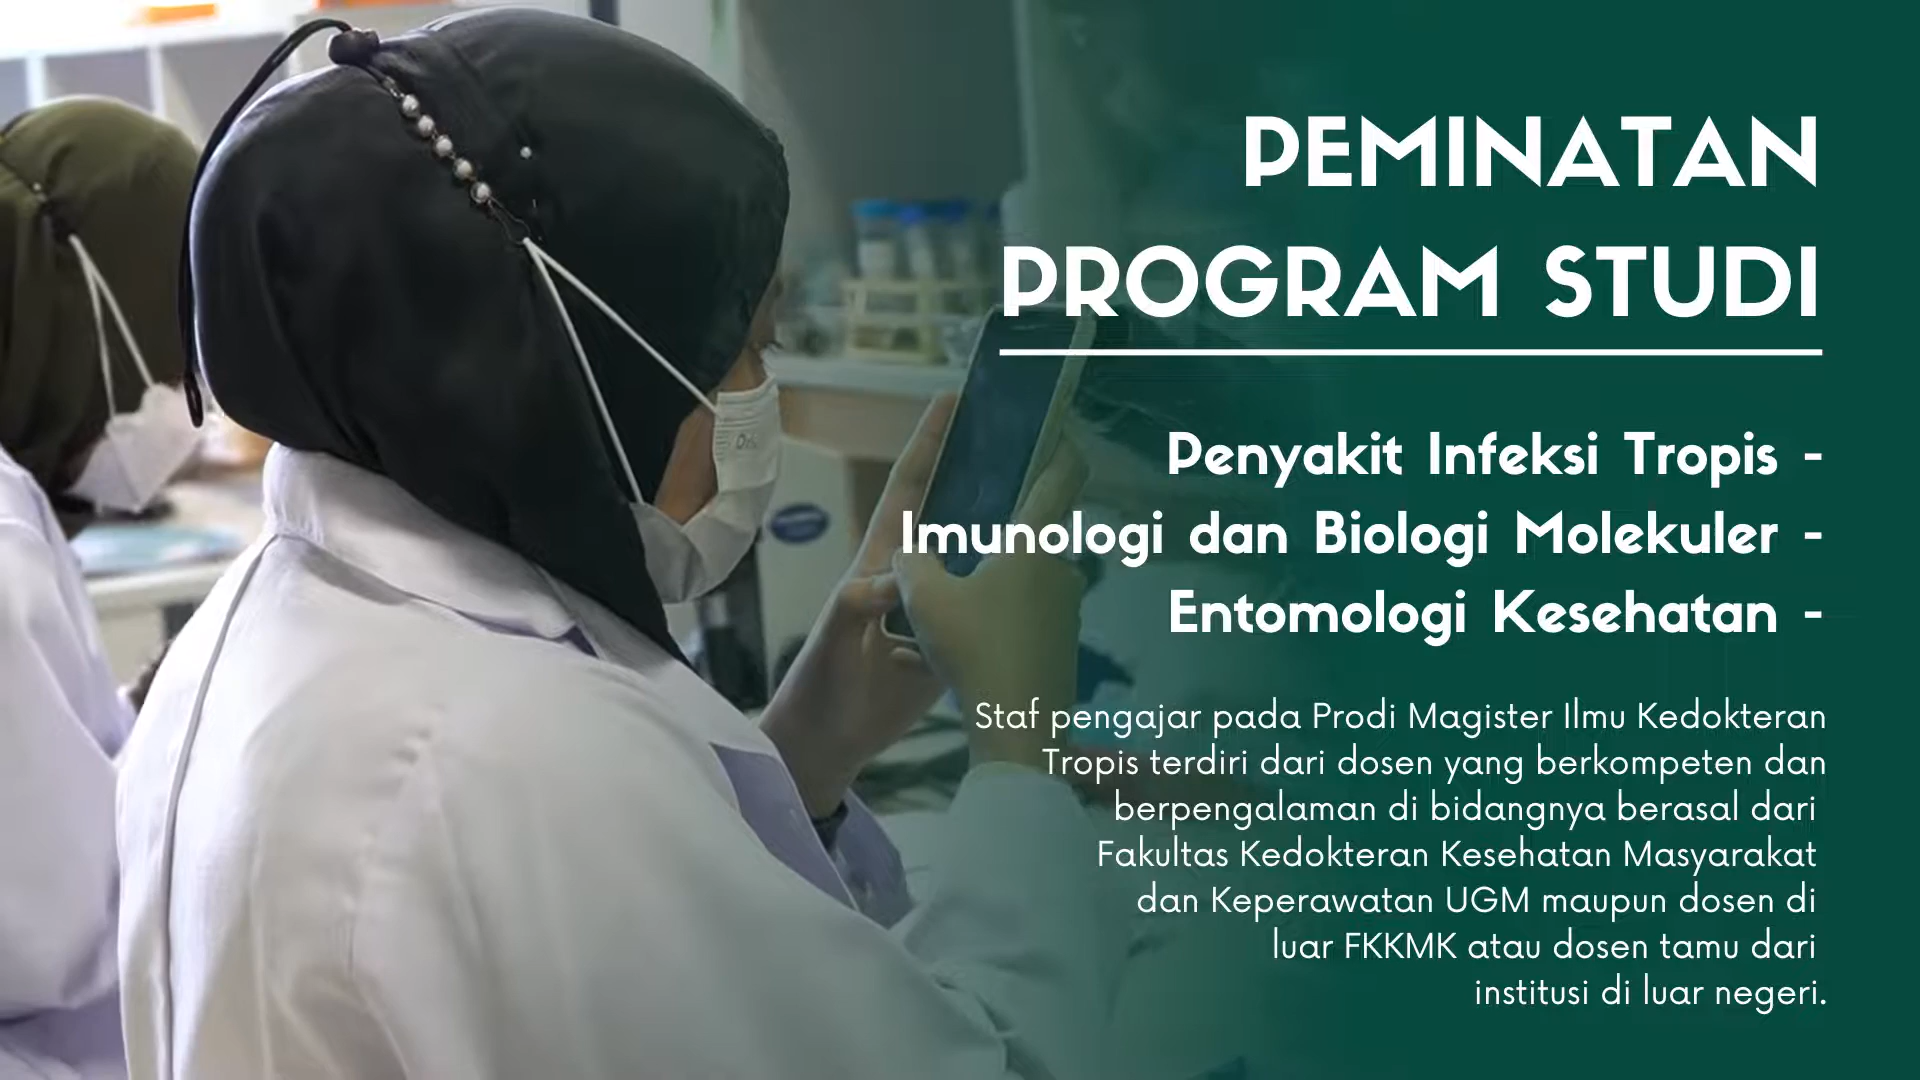 PEMINATAN
PROGRAM STUDI
Penyakit Infeksi Tropis -
Imunologi dan Biologi Molekuler -
Entomologi Kesehatan -
Staf pengajar pada Prodi Magister Ilmu Kedokteran
Tropis terdiri dari dosen yang berkompeten dan
berpengalaman di bidangnya berasal dari
Fakultas Kedokteran Kesehatan Masyarakat
dan Keperawatan UGM maupun dosen di
luar FKKMK atau dosen tamu dari
institusi di luar negeri.